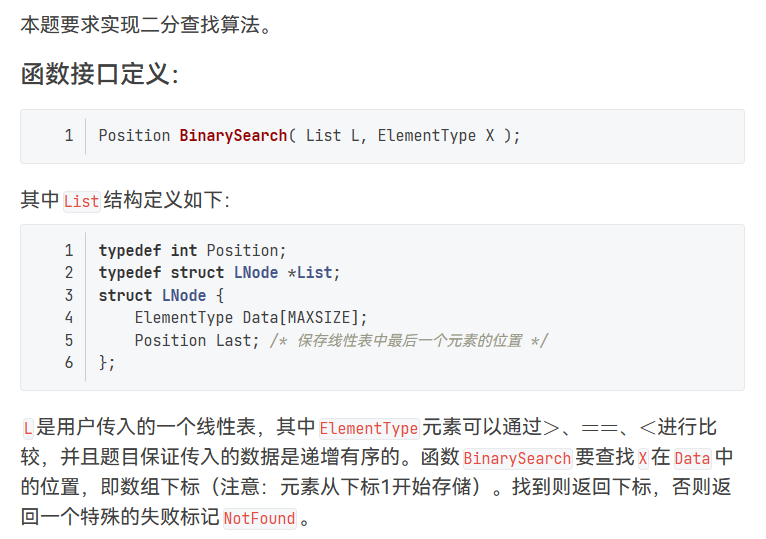 本题要求实现二分查找算法。
函数接口定义：
1 Position BinarySearch( List L, ElementType X );
其中List结构定义如下：
1 typedef int Position;
2 typedef struct LNode *List;
3 struct LNode {
4     ElementType Data[MAXSIZE];
5     Position Last; /* 保存线性表中最后一个元素的位置 */
6 };
L是用户传入的一个线性表，其中ElementType元素可以通过>、==、<进行比
较，并且题目保证传入的数据是递增有序的。函数BinarySearch要查找X在Data中
的位置，即数组下标（注意：元素从下标1开始存储）。找到则返回下标，否则返
回一个特殊的失败标记NotFound。